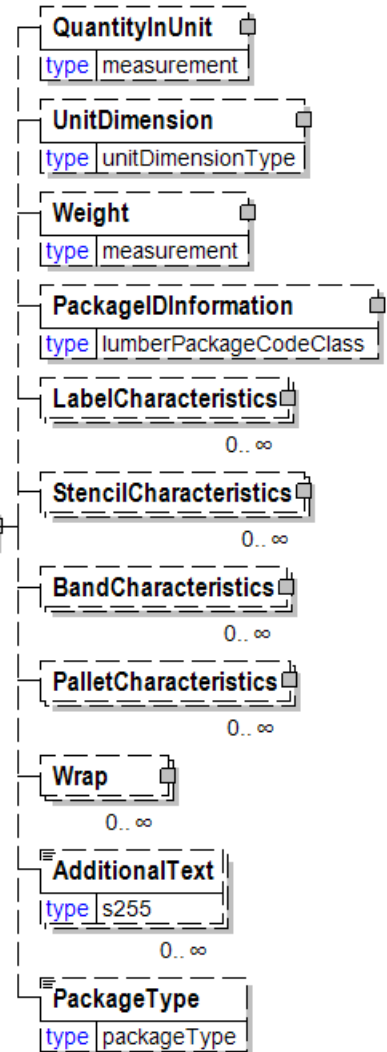 QuantityInUnit
type measurement
UnitDimension
type unitDimensionType
Weight
type measurement
PackageIDInformation
type lumberPackageCodeClass
LabelCharacteristics
0.. ∞
StencilCharacteristics
0.. ∞
BandCharacteristics
0.. ∞
PalletCharacteristics
0.. ∞
Wrap
0.. ∞
AdditionalText
type s255
0.. ∞
PackageType
type packageType